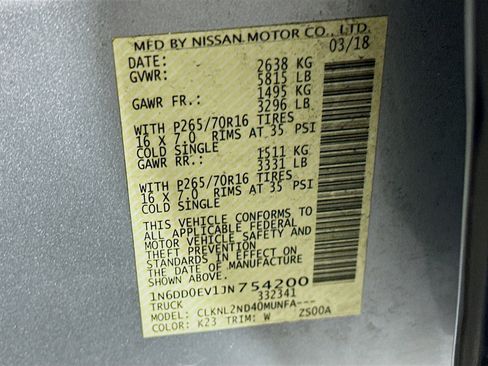 MFD BY NISSAN MOTOR CO., LTD.
DATE: 03/18
GVWR: 2638 KG
5815 LB
GAWR FR.: 1495 KG
3296 LB
WITH P265/70R16 TIRES
16 X 7.0 RIMS AT 35 PSI
COLD SINGLE
GAWR RR.: 1511 KG
3331 LB
WITH P265/70R16 TIRES
16 X 7.0 RIMS AT 35 PSI
COLD SINGLE
THIS VEHICLE CONFORMS TO
ALL APPLICABLE FEDERAL
MOTOR VEHICLE SAFETY AND
THEFT PREVENTION
STANDARDS IN EFFECT ON
THE DATE OF MANUFACTURE
SHOWN ABOVE.
1N6DD0EV1JN754200
TRUCK 332341
MODEL: CLKNL2ND40MUNFA---
COLOR: K23 TRIM: W ZS00A